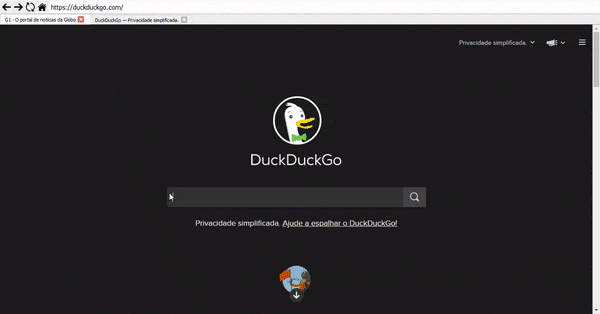 https://duckduckgo.com/
G1 - O portal de notícias da Globo
DuckDuckGo — Privacidade simplificada.
Privacidade simplificada.
DuckDuckGo
Privacidade simplificada. Ajude a espalhar o DuckDuckGo!